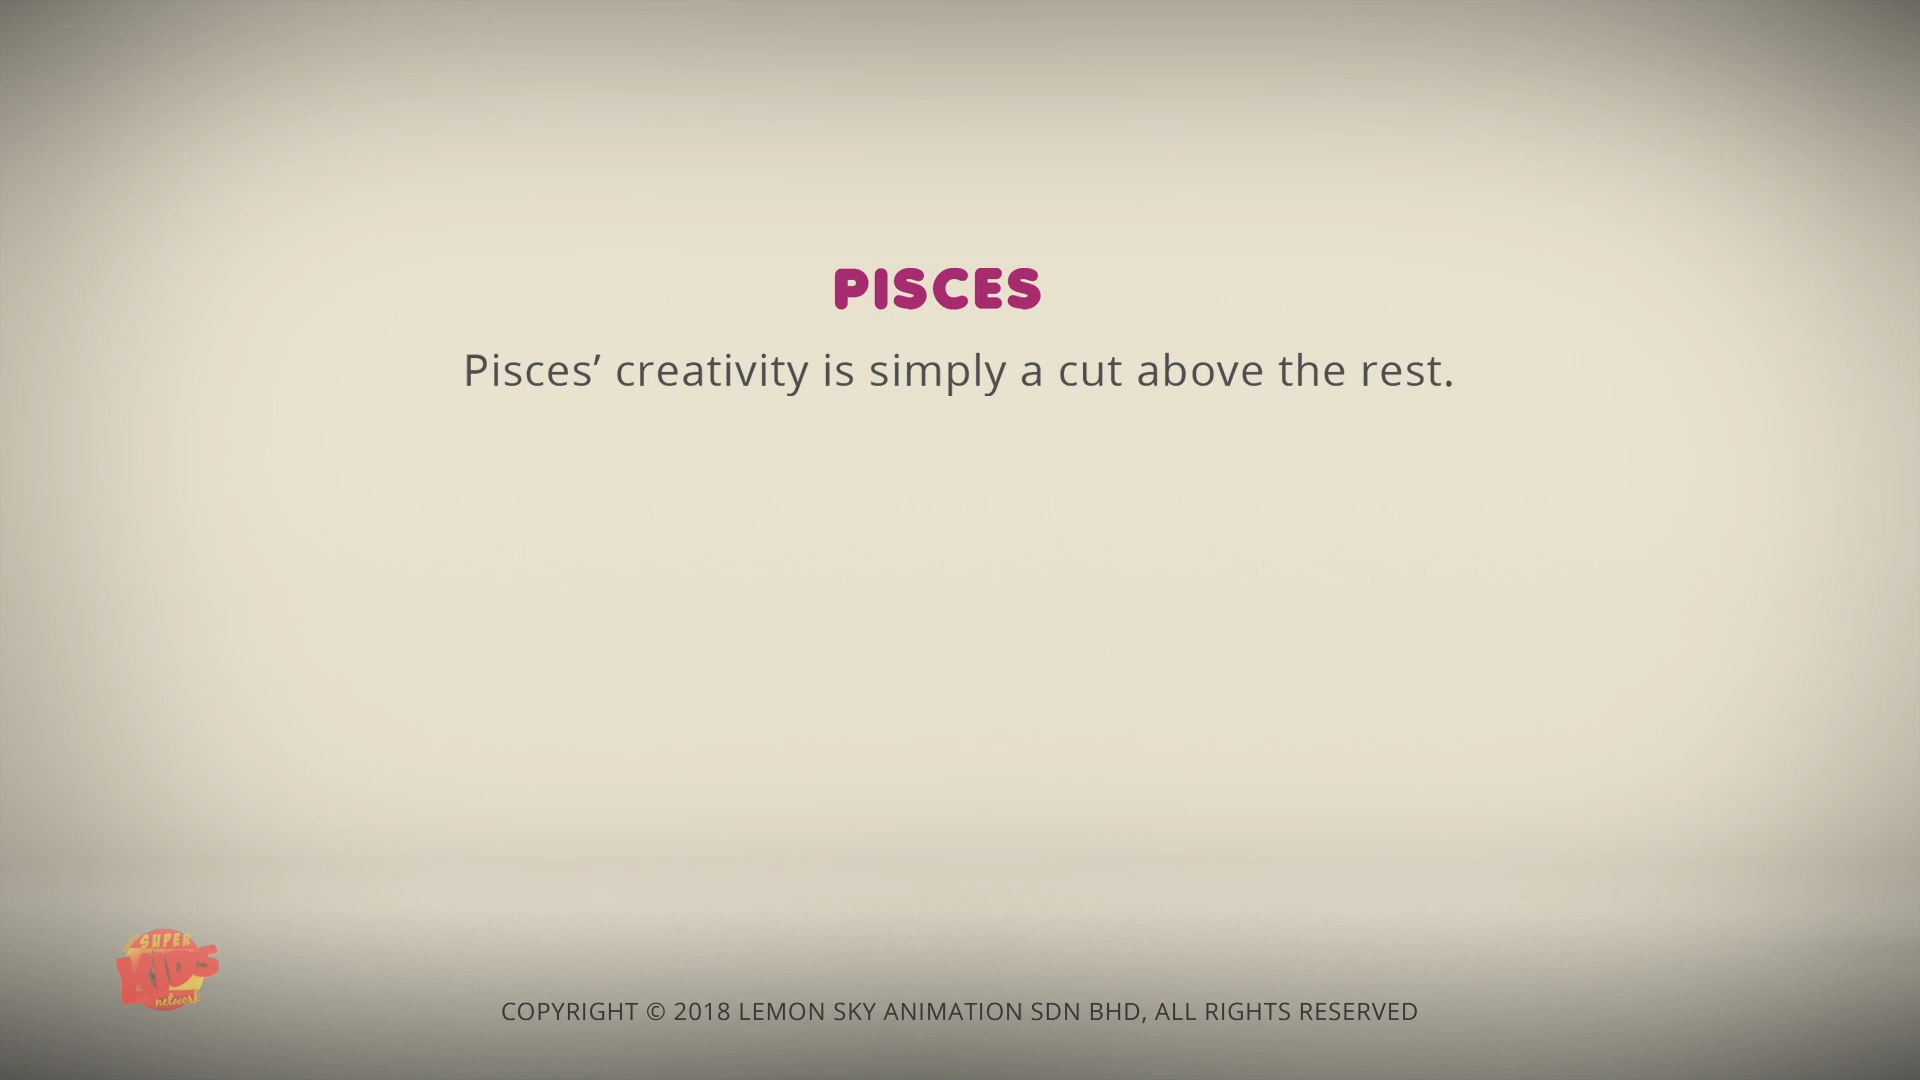 PISCES
Pisces’ creativity is simply a cut above the rest.
SUPER
KIDS
network
COPYRIGHT © 2018 LEMON SKY ANIMATION SDN BHD, ALL RIGHTS RESERVED